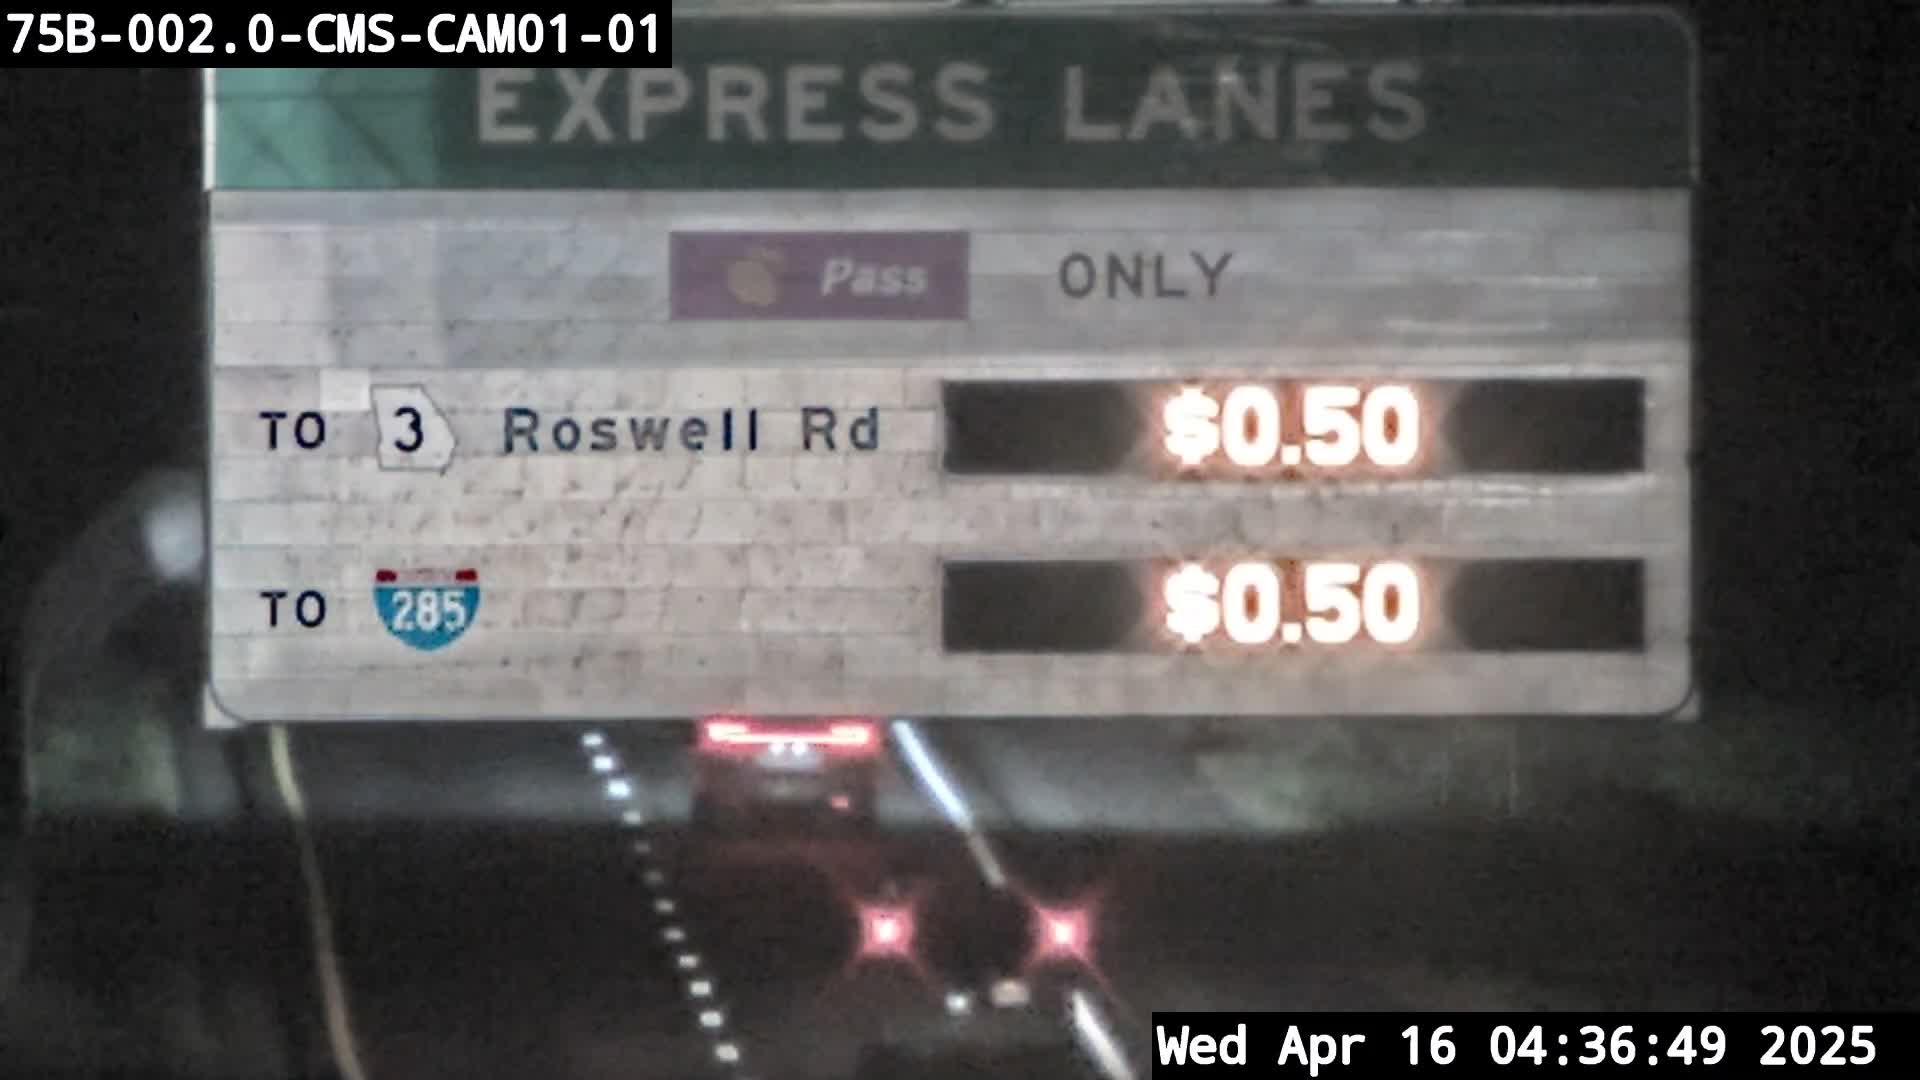 75B-002.0-CMS-CAM01-01
EXPRESS LANES
Pass ONLY
TO 3 Roswell Rd $0.50
TO 285 $0.50
Wed Apr 16 04:36:49 2025